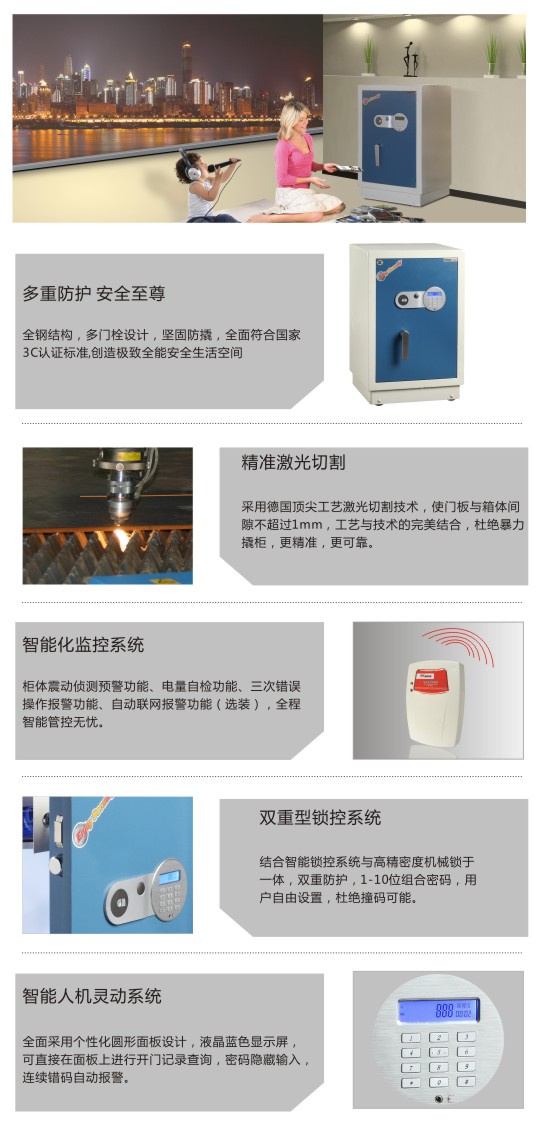 多重防护 安全至尊
全钢结构，多门栓设计，坚固防撬，全面符合国家
3C认证标准,创造极致全能安全生活空间
精准激光切割
采用德国顶尖工艺激光切割技术，使门板与箱体间
隙不超过1mm，工艺与技术的完美结合，杜绝暴力
撬柜，更精准，更可靠。
智能化监控系统
柜体震动侦测预警功能、电量自检功能、三次错误
操作报警功能、自动联网报警功能（选装），全程
智能管控无忧。
双重型锁控系统
结合智能锁控系统与高精密度机械锁于
一体，双重防护，1-10位组合密码，用
户自由设置，杜绝撞码可能。
智能人机灵动系统
全面采用个性化圆形面板设计，液晶蓝色显示屏，
可直接在面板上进行开门记录查询，密码隐藏输入，
连续错码自动报警。
1 2 3
4 5 6
7 8 9
* 0 #